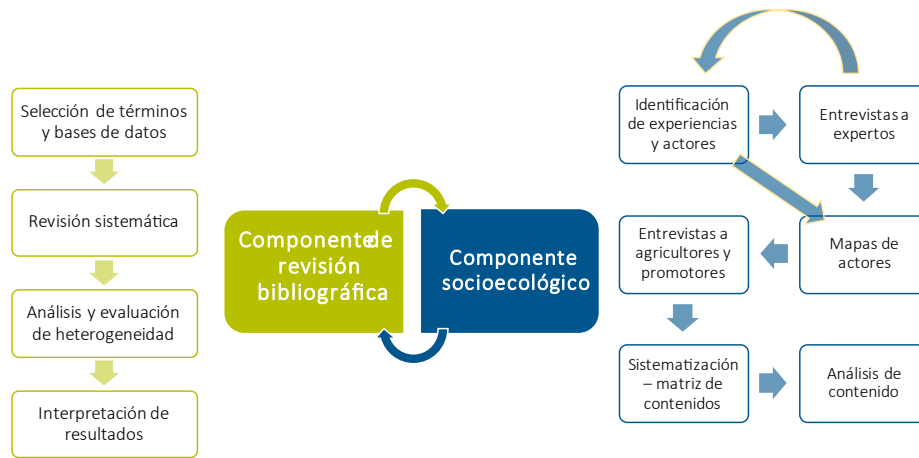 Selección de términos
y bases de datos
Revisión sistemática
Análisis y evaluación
de heterogeneidad
Interpretación de
resultados
Componente de
revisión
bibliográfica
Componente
socioecológico
Identificación
de experiencias
y actores
Entrevistas a
expertos
Entrevistas a
agricultores y
promotores
Mapas de
actores
Sistematización
– matriz de
contenidos
Análisis de
contenido